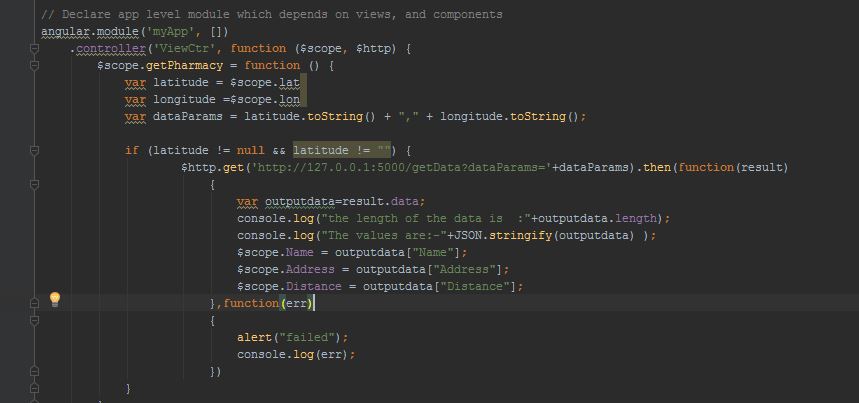 // Declare app level module which depends on views, and components
angular.module('myApp', [])
.controller('ViewCtr', function ($scope, $http) {
$scope.getPharmacy = function () {
var latitude = $scope.lat
var longitude =$scope.lon
var dataParams = latitude.toString() + "," + longitude.toString();
if (latitude != null && latitude != "") {
$http.get('http://127.0.0.1:5000/getData?dataParams='+dataParams).then(function(result)
{
var outputdata=result.data;
console.log("the length of the data is  :"+outputdata.length);
console.log("The values are:-"+JSON.stringify(outputdata) );
$scope.Name = outputdata["Name"];
$scope.Address = outputdata["Address"];
$scope.Distance = outputdata["Distance"];
},function(err)
{
alert("failed");
console.log(err);
})
}